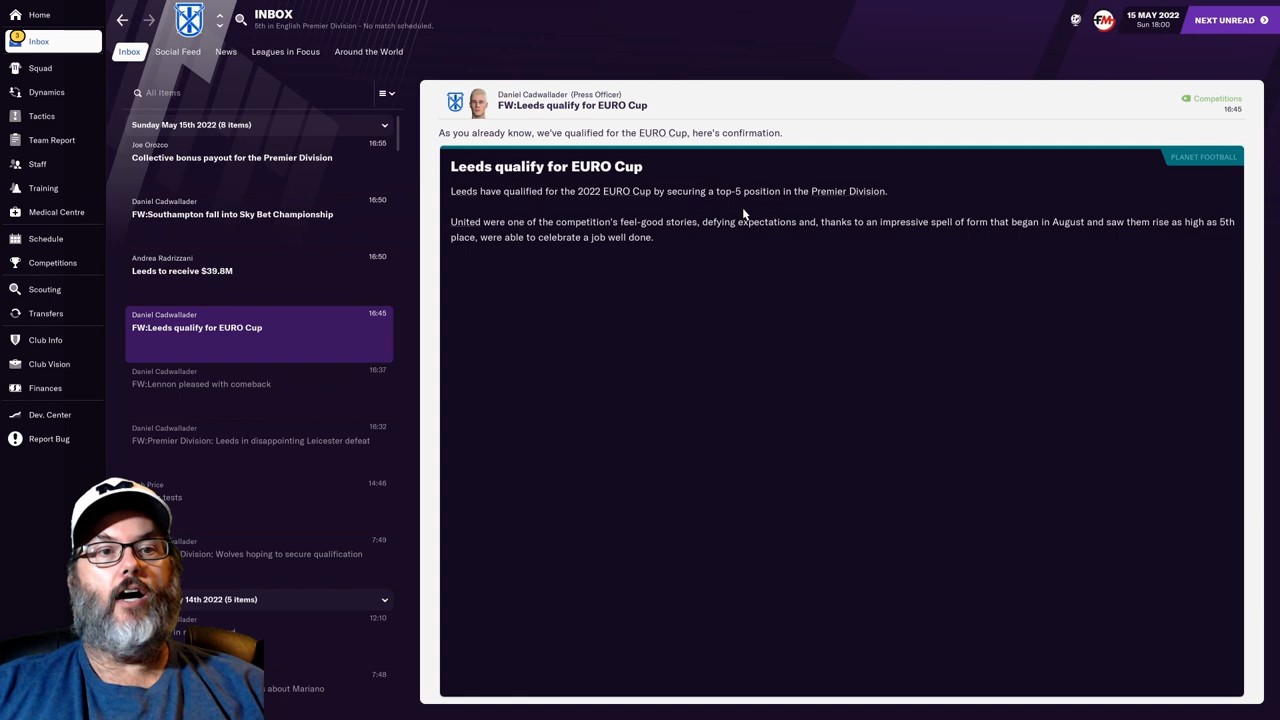 Home
INBOX
5th in English Premier Division - No match scheduled.
FM
15 MAY 2022
Sun 18:00
NEXT UNREAD
3
Inbox
Squad
Dynamics
Tactics
Team Report
Staff
Training
Medical Centre
Schedule
Competitions
Scouting
Transfers
Club Info
Club Vision
Finances
Dev. Center
Report Bug
Inbox Social Feed News Leagues in Focus Around the World
All items
Sunday May 15th 2022 (8 items)
Joe Orozco 16:55
Collective bonus payout for the Premier Division
Daniel Cadwallader 16:50
FW:Southampton fall into Sky Bet Championship
Andrea Radrizzani 16:50
Leeds to receive $39.8M
Daniel Cadwallader 16:45
FW:Leeds qualify for EURO Cup
Daniel Cadwallader 16:37
FW:Lennon pleased with comeback
Daniel Cadwallader 16:32
FW:Premier Division: Leeds in disappointing Leicester defeat
Price 14:46
tests
7:49
Division: Wolves hoping to secure qualification
14th 2022 (5 items)
12:10
in
7:48
about Mariano
Daniel Cadwallader (Press Officer)
FW:Leeds qualify for EURO Cup
Competitions
16:45
As you already know, we've qualified for the EURO Cup, here's confirmation.
PLANET FOOTBALL
Leeds qualify for EURO Cup
Leeds have qualified for the 2022 EURO Cup by securing a top-5 position in the Premier Division.
United were one of the competition's feel-good stories, defying expectations and, thanks to an impressive spell of form that began in August and saw them rise as high as 5th
place, were able to celebrate a job well done.